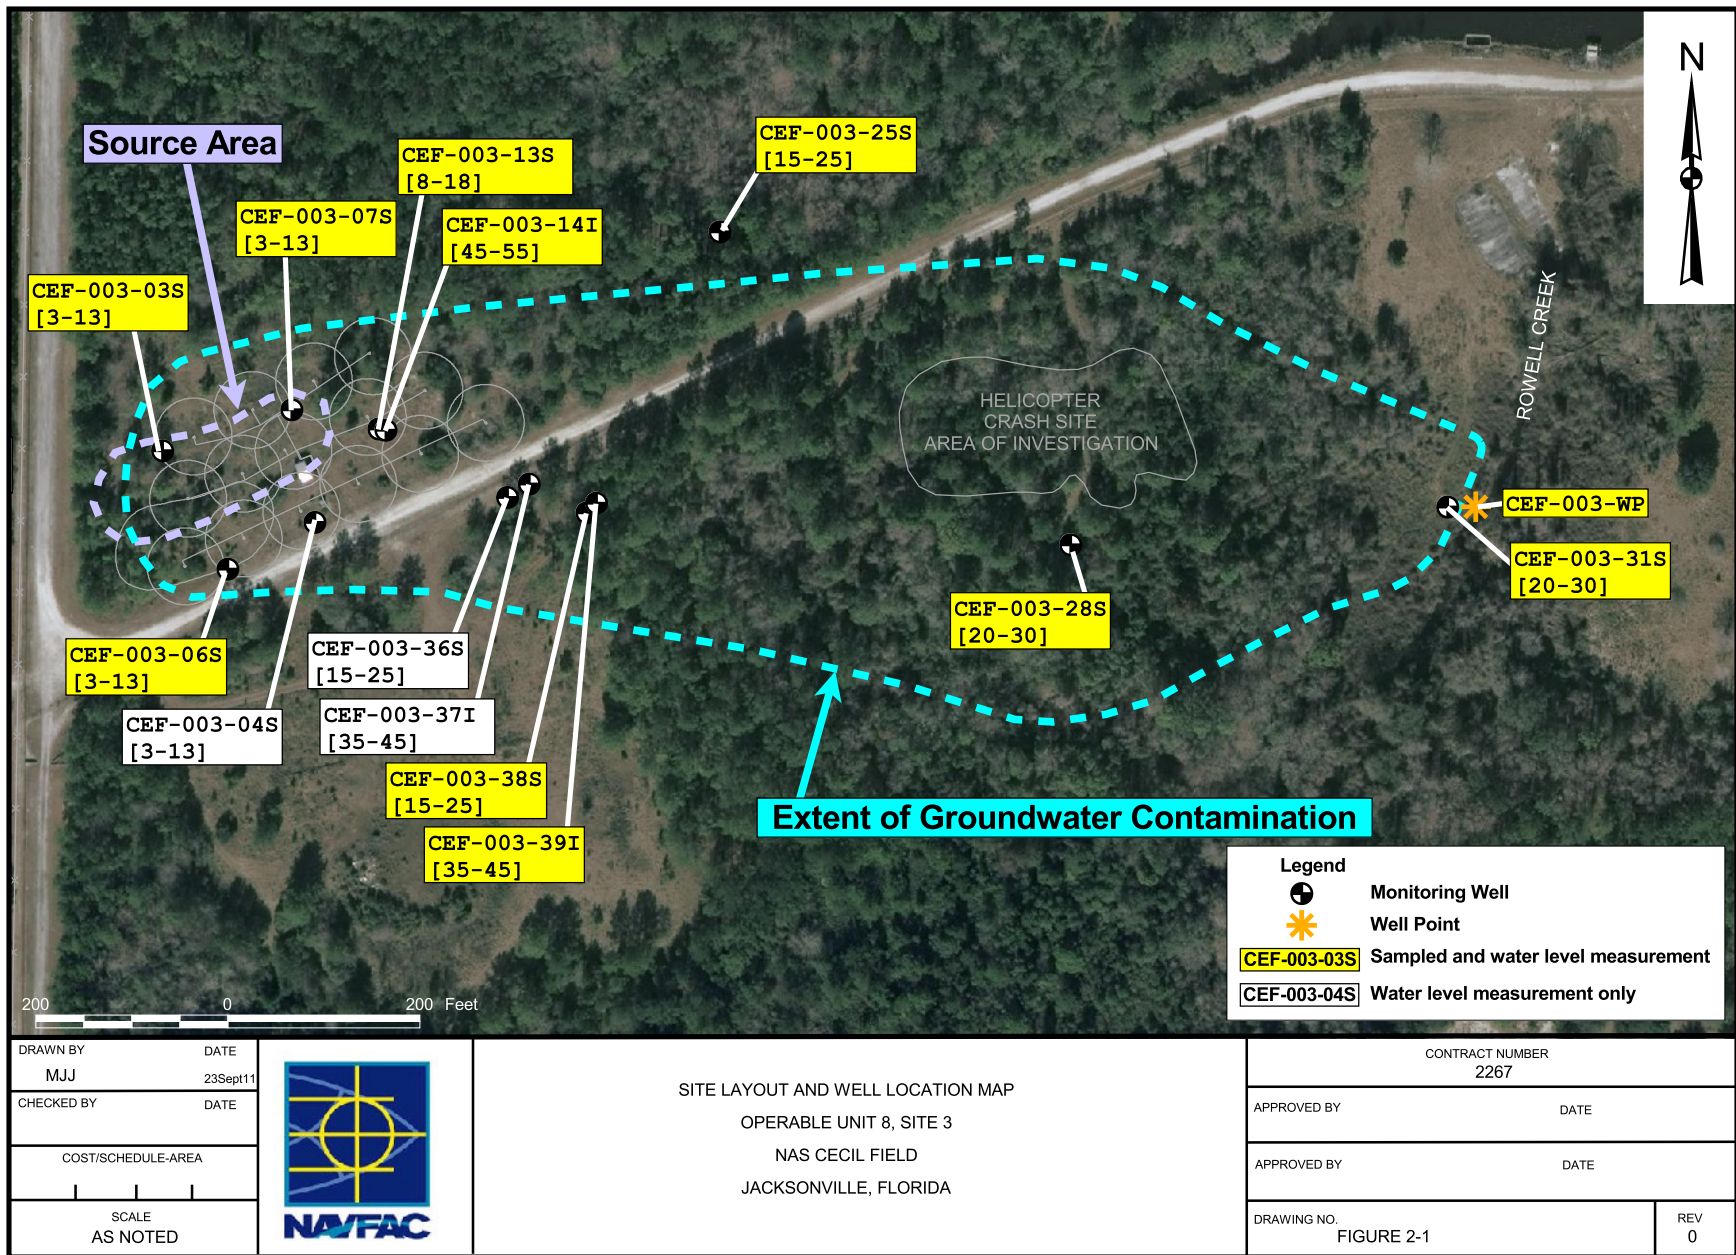 N
Source Area
CEF-003-25S
[15-25]
CEF-003-13S
[8-18]
CEF-003-07S
[3-13]
CEF-003-14I
[45-55]
CEF-003-03S
[3-13]
ROWELL CREEK
HELICOPTER
CRASH SITE
AREA OF INVESTIGATION
CEF-003-WP
CEF-003-31S
[20-30]
CEF-003-28S
[20-30]
CEF-003-06S
[3-13]
CEF-003-36S
[15-25]
CEF-003-04S
[3-13]
CEF-003-37I
[35-45]
CEF-003-38S
[15-25]
CEF-003-39I
[35-45]
Extent of Groundwater Contamination
Legend
Monitoring Well
Well Point
CEF-003-03S Sampled and water level measurement
CEF-003-04S Water level measurement only
200 0 200 Feet
DRAWN BY DATE
MJJ 23Sept11
CHECKED BY DATE
COST/SCHEDULE-AREA
SCALE
AS NOTED
NAVFAC
SITE LAYOUT AND WELL LOCATION MAP
OPERABLE UNIT 8, SITE 3
NAS CECIL FIELD
JACKSONVILLE, FLORIDA
CONTRACT NUMBER
2267
APPROVED BY DATE
APPROVED BY DATE
DRAWING NO.
FIGURE 2-1
REV
0